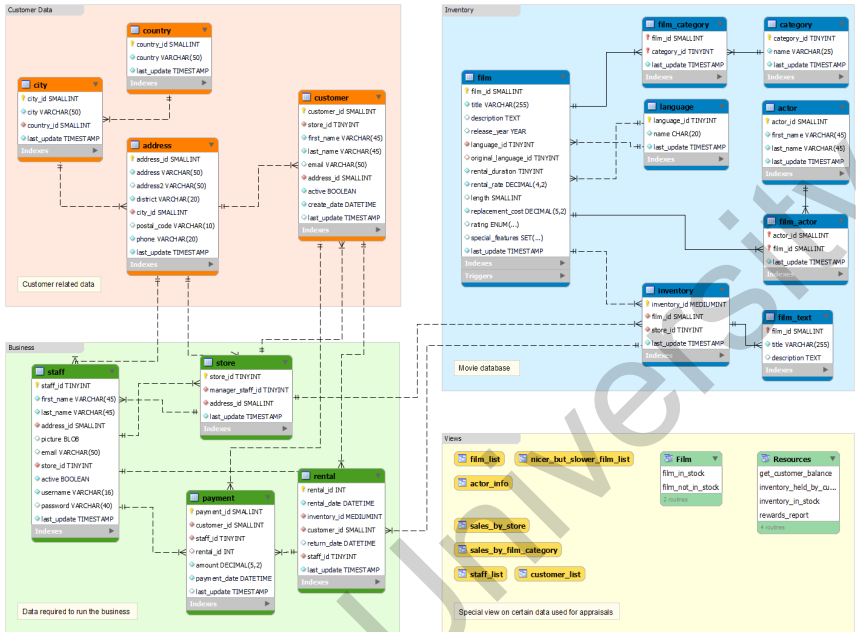 Customer Data
country
country_id SMALLINT
country VARCHAR(50)
last_update TIMESTAMP
Indexes
city
city_id SMALLINT
city VARCHAR(50)
country_id SMALLINT
last_update TIMESTAMP
Indexes
address
address_id SMALLINT
address VARCHAR(50)
address2 VARCHAR(50)
district VARCHAR(20)
city_id SMALLINT
postal_code VARCHAR(10)
phone VARCHAR(20)
last_update TIMESTAMP
Indexes
customer
customer_id SMALLINT
store_id TINYINT
first_name VARCHAR(45)
last_name VARCHAR(45)
email VARCHAR(50)
address_id SMALLINT
active BOOLEAN
create_date DATETIME
last_update TIMESTAMP
Indexes
Customer related data
Inventory
film
film_id SMALLINT
title VARCHAR(255)
description TEXT
release_year YEAR
language_id TINYINT
original_language_id TINYINT
rental_duration TINYINT
rental_rate DECIMAL(4,2)
length SMALLINT
replacement_cost DECIMAL(5,2)
rating ENUM(...)
special_features SET(...)
last_update TIMESTAMP
Indexes
Triggers
film_category
film_id SMALLINT
category_id TINYINT
last_update TIMESTAMP
Indexes
category
category_id TINYINT
name VARCHAR(25)
last_update TIMESTAMP
Indexes
language
language_id TINYINT
name CHAR(20)
last_update TIMESTAMP
Indexes
actor
actor_id SMALLINT
first_name VARCHAR(45)
last_name VARCHAR(45)
last_update TIMESTAMP
Indexes
film_actor
actor_id SMALLINT
film_id SMALLINT
last_update TIMESTAMP
Indexes
Inventory
inventory_id MEDIUMINT
film_id SMALLINT
store_id TINYINT
last_update TIMESTAMP
Indexes
film_text
film_id SMALLINT
title VARCHAR(255)
description TEXT
Indexes
Movie database
Business
staff
staff_id TINYINT
first_name VARCHAR(45)
last_name VARCHAR(45)
address_id SMALLINT
picture BLOB
email VARCHAR(50)
store_id TINYINT
active BOOLEAN
username VARCHAR(16)
password VARCHAR(40)
last_update TIMESTAMP
Indexes
store
store_id TINYINT
manager_staff_id TINYINT
address_id SMALLINT
last_update TIMESTAMP
Indexes
payment
payment_id SMALLINT
customer_id SMALLINT
staff_id TINYINT
rental_id INT
amount DECIMAL(5,2)
payment_date DATETIME
last_update TIMESTAMP
Indexes
rental
rental_id INT
rental_date DATETIME
inventory_id MEDIUMINT
customer_id SMALLINT
return_date DATETIME
staff_id TINYINT
last_update TIMESTAMP
Indexes
Data required to run the business
Views
film_list
nicer_but_slower_film_list
actor_info
sales_by_store
sales_by_film_category
staff_list
customer_list
Film
film_in_stock
film_not_in_stock
2 routines
Resources
get_customer_balance
inventory_held_by_cu...
inventory_in_stock
rewards_report
4 routines
Special view on certain data used for appraisals
University